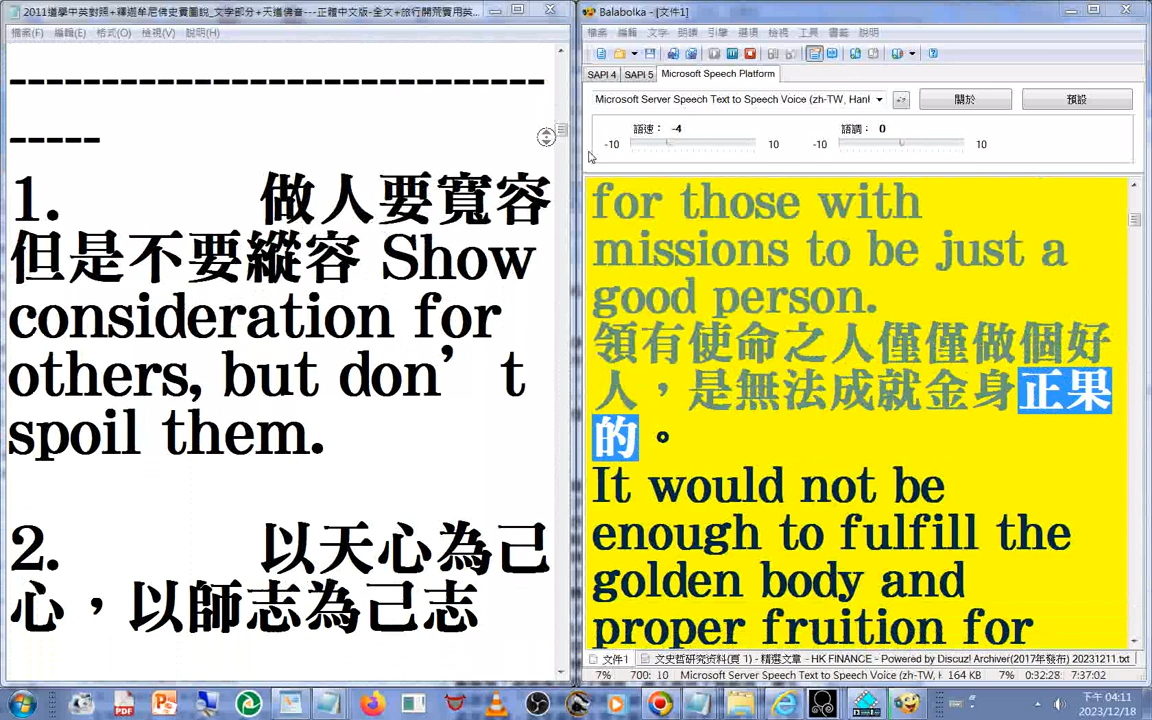 2011道學中英對照+釋迦牟尼佛史實圖說_文字部分+天道佛音---正體中文版-全文+旅行開荒實用英...
檔案(F) 編輯(E) 格式(O) 檢視(V) 說明(H)
-------------------------------
-----
1. 做人要寬容
但是不要縱容 Show
consideration for
others, but don’t
spoil them.
2. 以天心為己
心，以師志為己志
Balabolka - [文件1]
檔案 編輯 文字 朗讀 引擎 選項 檢視 工具 書籤 說明
SAPI 4 SAPI 5 Microsoft Speech Platform
Microsoft Server Speech Text to Speech Voice (zh-TW, Hanl
關於 預設
語速： -4 語調： 0
-10 10 -10 10
for those with
missions to be just a
good person.
領有使命之人僅僅做個好
人，是無法成就金身正果
的。
It would not be
enough to fulfill the
golden body and
proper fruition for
文件1 文史哲研究资料(頁 1) - 精選文章 - HK FINANCE - Powered by Discuz! Archiver(2017年發布) 20231211.txt
7% 700: 10 Microsoft Server Speech Text to Speech Voice (zh-TW, H 164 KB 7% 0:32:28 7:37:02
下午 04:11
2023/12/18